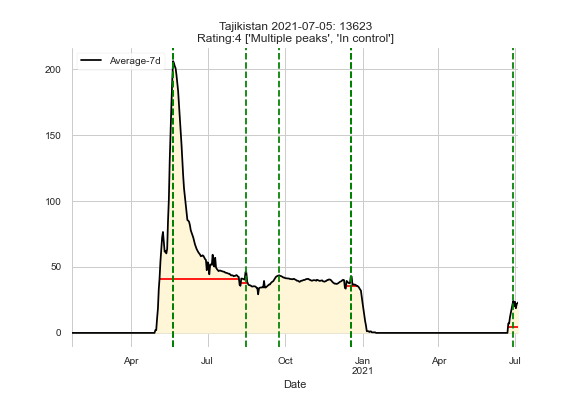 Tajikistan 2021-07-05: 13623
Rating:4 ['Multiple peaks', 'In control']
Average-7d
200
150
100
50
0
Apr
Jul
Oct
Jan
2021
Apr
Jul
Date